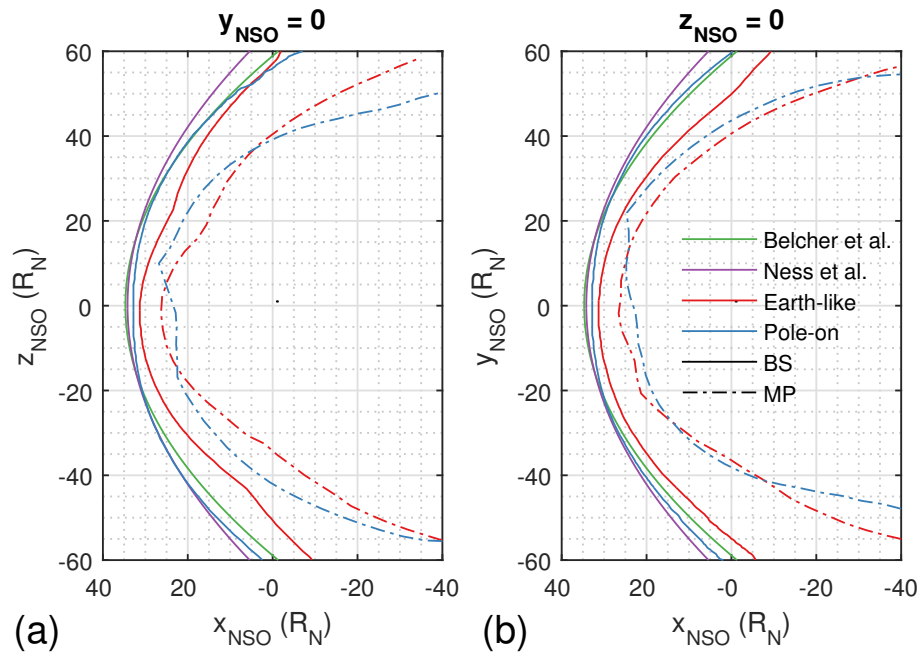 y_NSO = 0
z_NSO (R_N)
60
40
20
0
-20
-40
-60
40
20
-0
-20
-40
x_NSO (R_N)
(a)
z_NSO = 0
y_NSO (R_N)
60
40
20
0
-20
-40
-60
Belcher et al.
Ness et al.
Earth-like
Pole-on
BS
MP
40
20
-0
-20
-40
x_NSO (R_N)
(b)